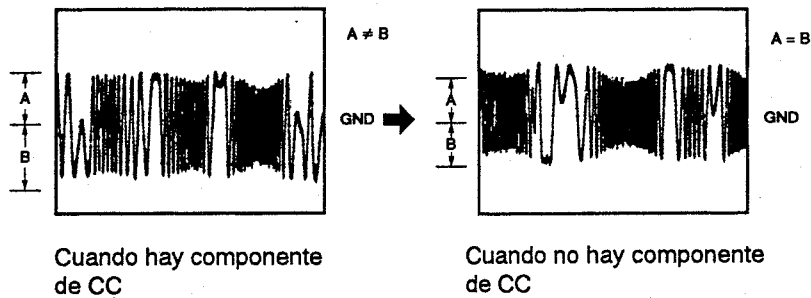 A ≠ B
A
B
GND
Cuando hay componente
de CC
A = B
A
B
GND
Cuando no hay componente
de CC